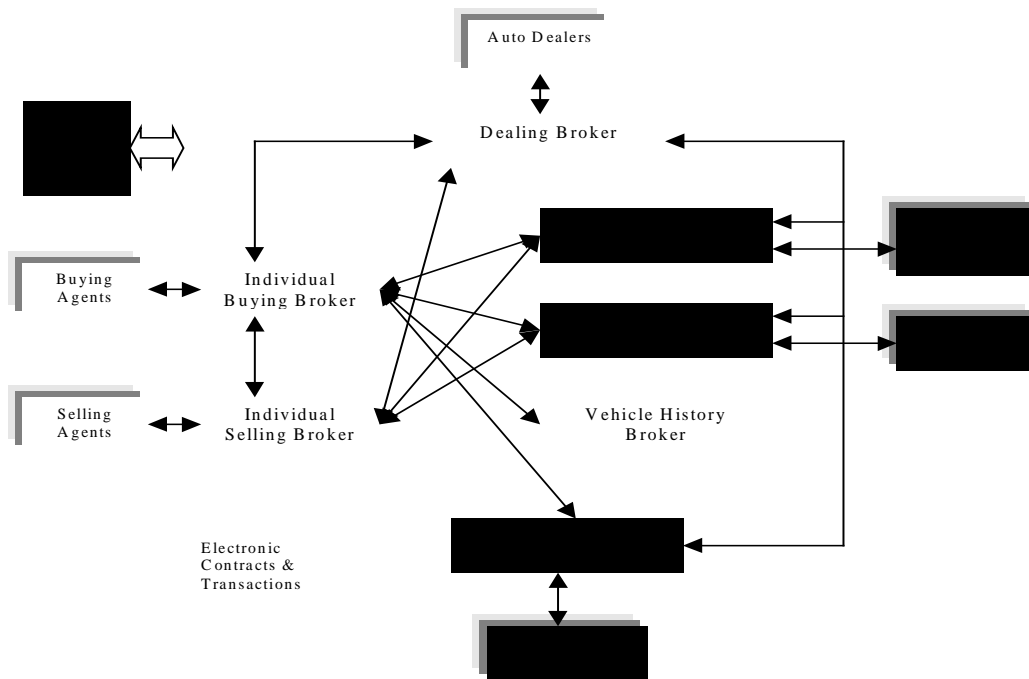 Auto Dealers
Dealing Broker
Buying
Agents
Individual
Buying Broker
Selling
Agents
Individual
Selling Broker
Vehicle History
Broker
Electronic
Contracts &
Transactions